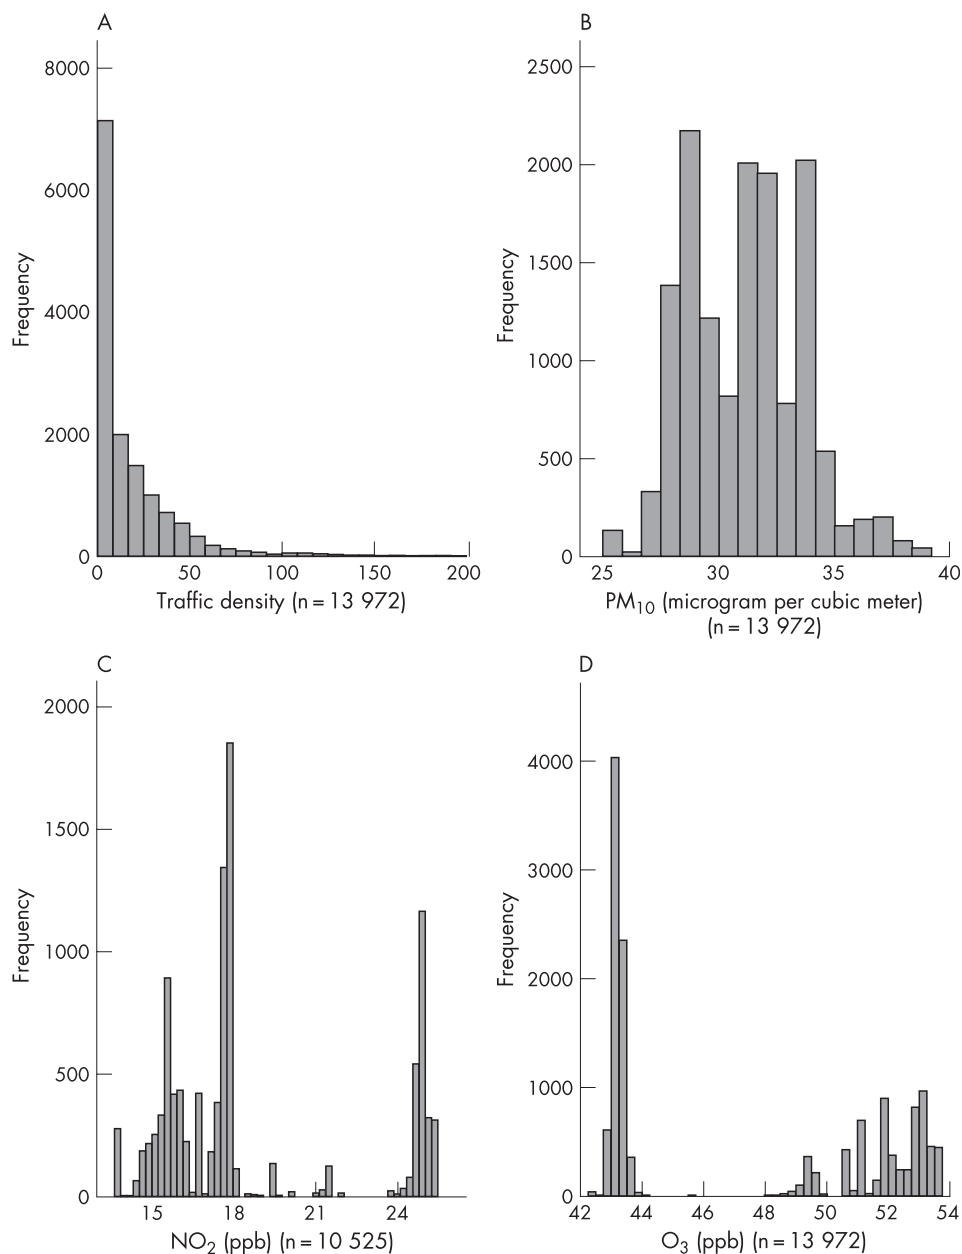 A
8000
6000
4000
2000
0
Frequency
0 50 100 150 200
Traffic density (n = 13 972)
B
2500
2000
1500
1000
500
0
Frequency
25 30 35 40
PM10 (microgram per cubic meter)
(n = 13 972)
C
2000
1500
1000
500
0
Frequency
15 18 21 24
NO2 (ppb) (n = 10 525)
D
4000
3000
2000
1000
0
Frequency
42 44 46 48 50 52 54
O3 (ppb) (n = 13 972)